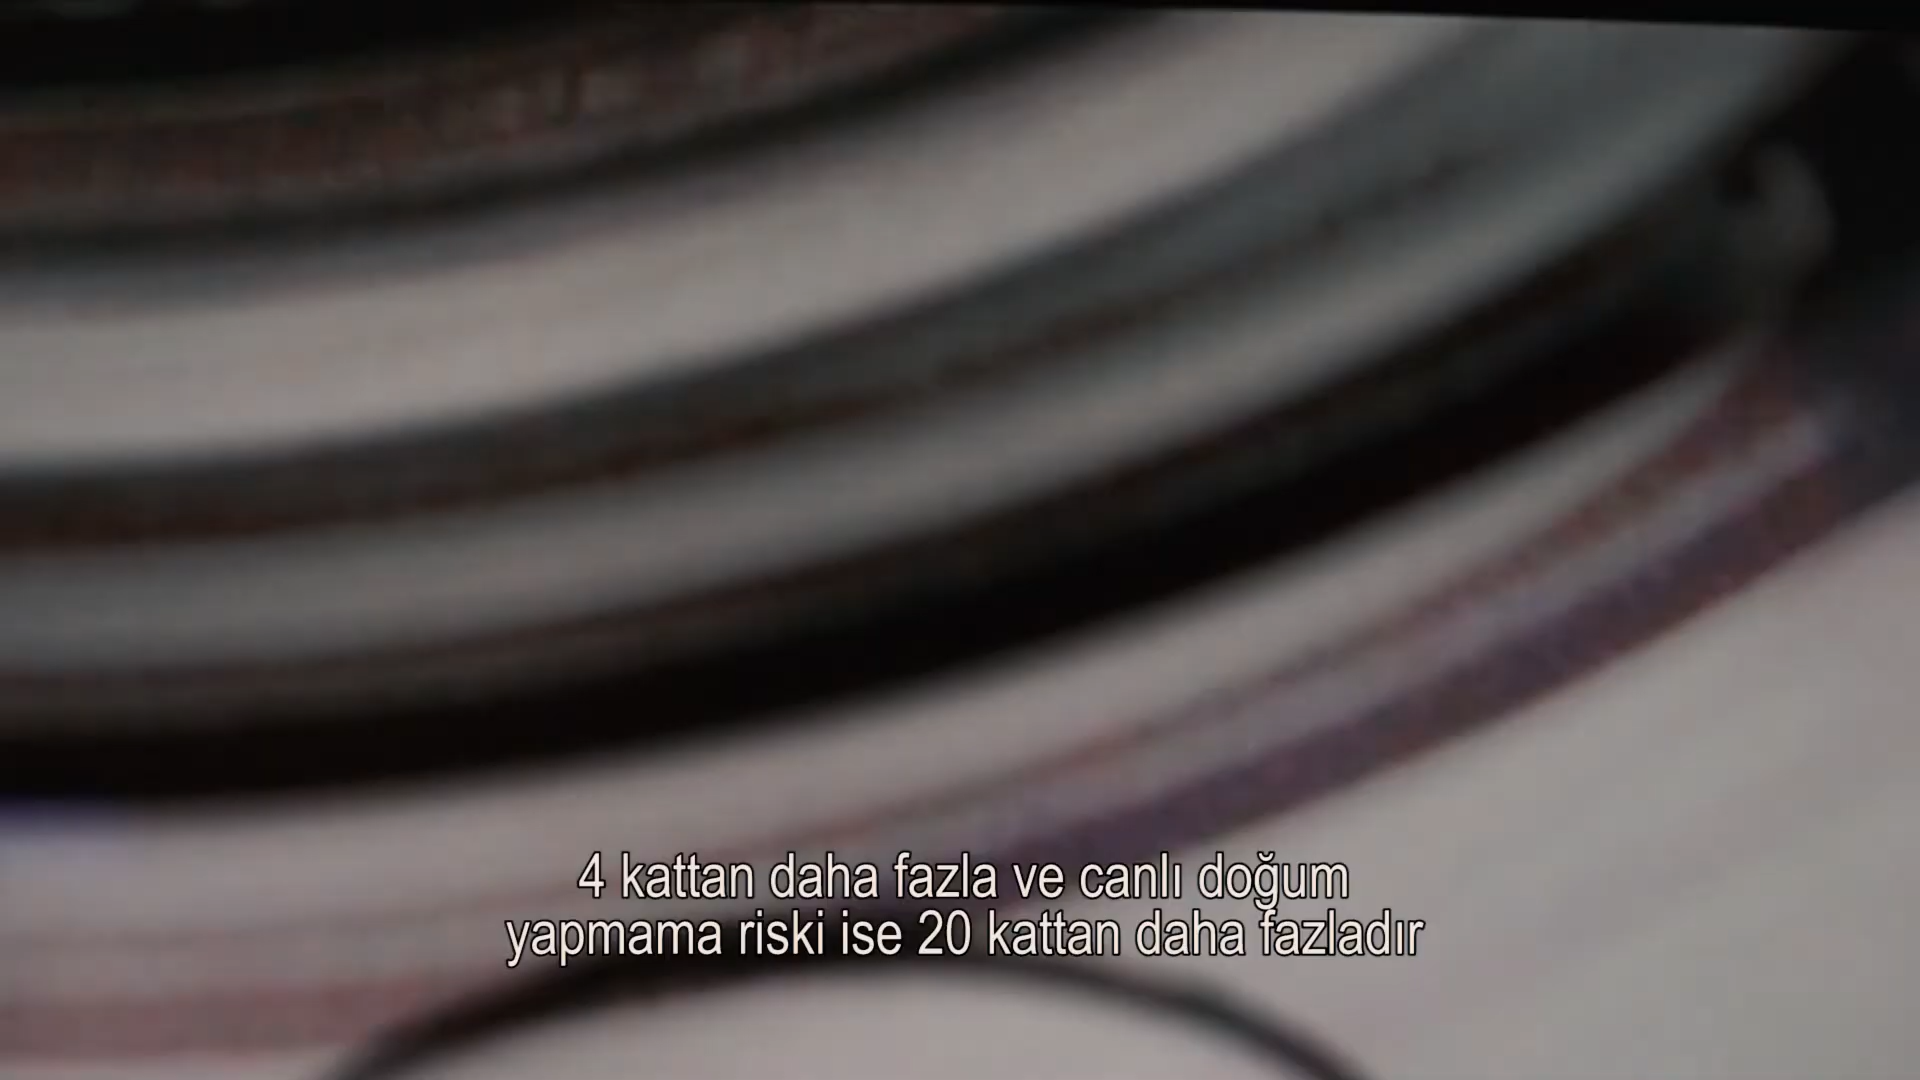 4 kattan daha fazla ve canlı doğum
yapmama riski ise 20 kattan daha fazladır